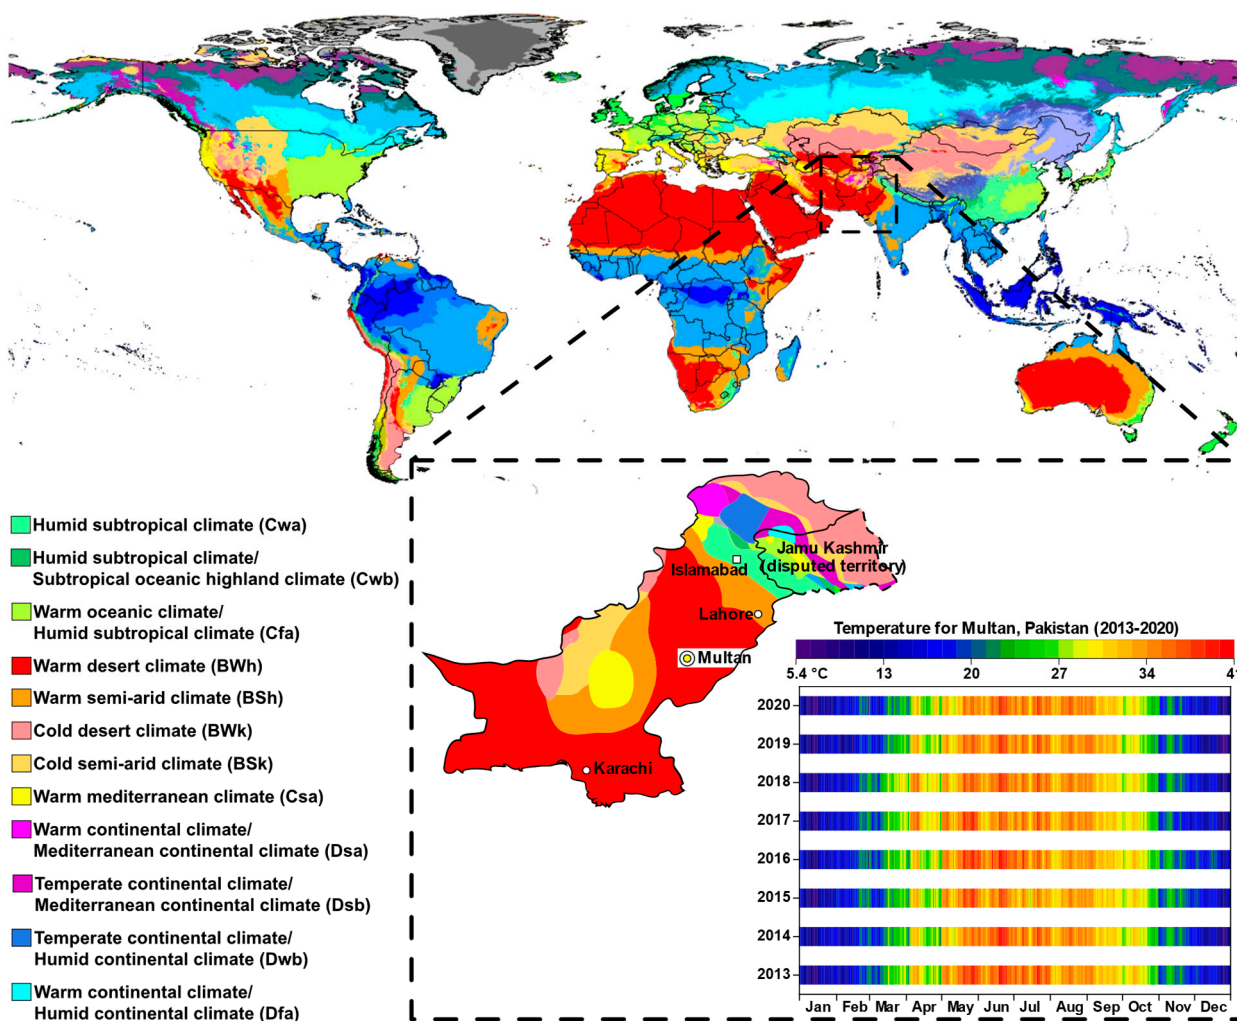 Humid subtropical climate (Cwa)
Humid subtropical climate/
Subtropical oceanic highland climate (Cwb)
Warm oceanic climate/
Humid subtropical climate (Cfa)
Warm desert climate (BWh)
Warm semi-arid climate (BSh)
Cold desert climate (BWk)
Cold semi-arid climate (BSk)
Warm mediterranean climate (Csa)
Warm continental climate/
Mediterranean continental climate (Dsa)
Temperate continental climate/
Mediterranean continental climate (Dsb)
Temperate continental climate/
Humid continental climate (Dwb)
Warm continental climate/
Humid continental climate (Dfa)
Jamu Kashmir
(disputed territory)
Islamabad
Lahore
Multan
Karachi
Temperature for Multan, Pakistan (2013-2020)
5.4 °C 13 20 27 34
2020
2019
2018
2017
2016
2015
2014
2013
Jan Feb Mar Apr May Jun Jul Aug Sep Oct Nov Dec